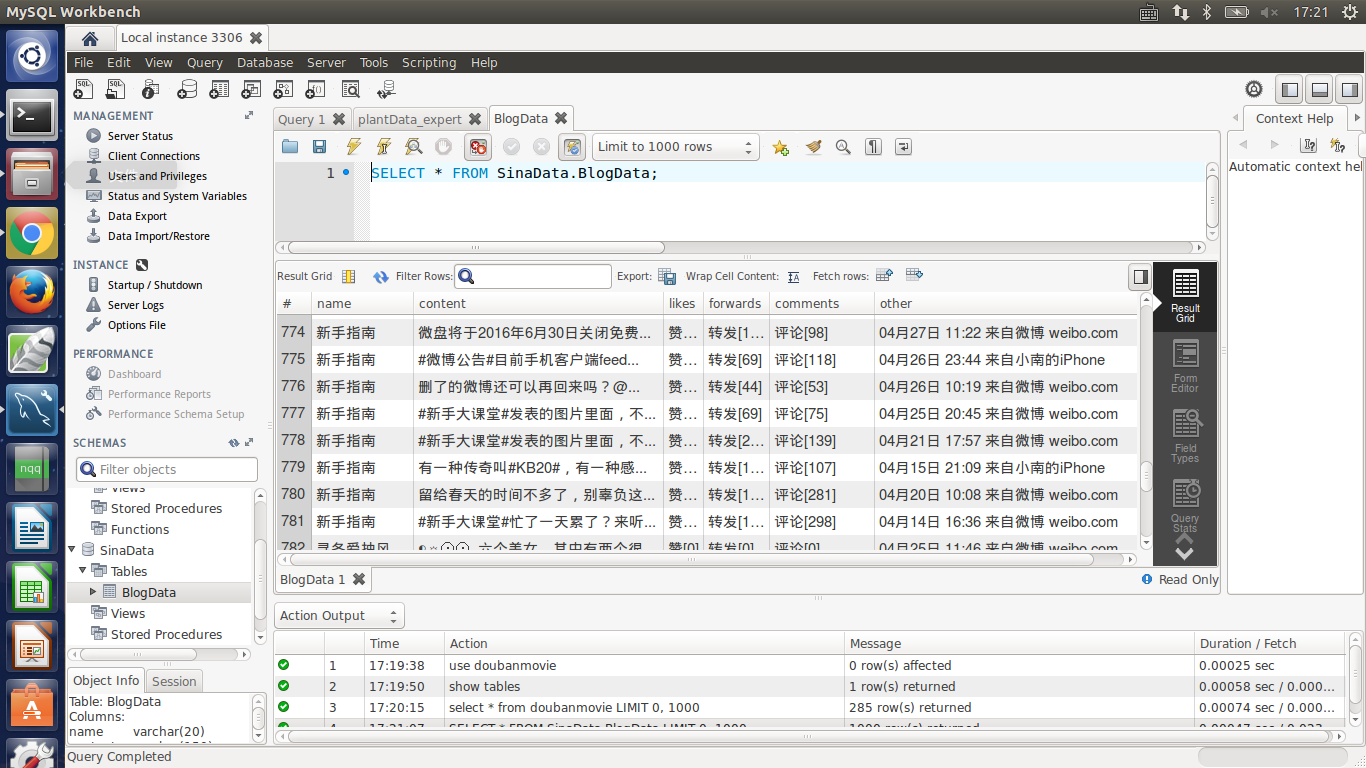 MySQL Workbench
17:21
Local instance 3306
File Edit View Query Database Server Tools Scripting Help
MANAGEMENT
Server Status
Client Connections
Users and Privileges
Status and System Variables
Data Export
Data Import/Restore
INSTANCE
Startup / Shutdown
Server Logs
Options File
PERFORMANCE
Dashboard
Performance Reports
Performance Schema Setup
SCHEMAS
Filter objects
Views
Stored Procedures
Functions
SinaData
Tables
BlogData
Views
Stored Procedures
Object Info Session
Table: BlogData
Columns:
name varchar(20)
Query 1 plantData_expert BlogData
Limit to 1000 rows
1 SELECT * FROM SinaData.BlogData;
Result Grid Filter Rows: Export: Wrap Cell Content: Fetch rows:
# name content likes forwards comments other
774 新手指南 微盘将于2016年6月30日关闭免费... 赞... 转发[1... 评论[98] 04月27日 11:22 来自微博 weibo.com
775 新手指南 #微博公告#目前手机客户端feed... 赞... 转发[69] 评论[118] 04月26日 23:44 来自小南的iPhone
776 新手指南 删了的微博还可以再回来吗？@... 赞... 转发[44] 评论[53] 04月26日 10:19 来自微博 weibo.com
777 新手指南 #新手大课堂#发表的图片里面，不... 赞... 转发[69] 评论[75] 04月25日 20:45 来自微博 weibo.com
778 新手指南 #新手大课堂#发表的图片里面，不... 赞... 转发[2... 评论[139] 04月21日 17:57 来自微博 weibo.com
779 新手指南 有一种传奇叫#KB20#，有一种感... 赞... 转发[1... 评论[107] 04月15日 21:09 来自小南的iPhone
780 新手指南 留给春天的时间不多了，别辜负这... 赞... 转发[1... 评论[281] 04月20日 10:08 来自微博 weibo.com
781 新手指南 #新手大课堂#忙了一天累了？来听... 赞... 转发[1... 评论[298] 04月14日 16:36 来自微博 weibo.com
782 六个美女，其中有两个很 赞[0] 转发[0] 评论[0] 04月25日 11:46 来自微博 weibo.com
Result
Grid
Form
Editor
Field
Types
Query
Stats
BlogData 1
Read Only
Context Help
Automatic context hel
Action Output
Time Action Message Duration / Fetch
1 17:19:38 use doubanmovie 0 row(s) affected 0.00025 sec
2 17:19:50 show tables 1 row(s) returned 0.00058 sec / 0.000...
3 17:20:15 select * from doubanmovie LIMIT 0, 1000 285 row(s) returned 0.00074 sec / 0.000...
4 17:21:07 SELECT * FROM SinaData.BlogData LIMIT 0, 1000 1000 row(s) returned
Query Completed
nqq